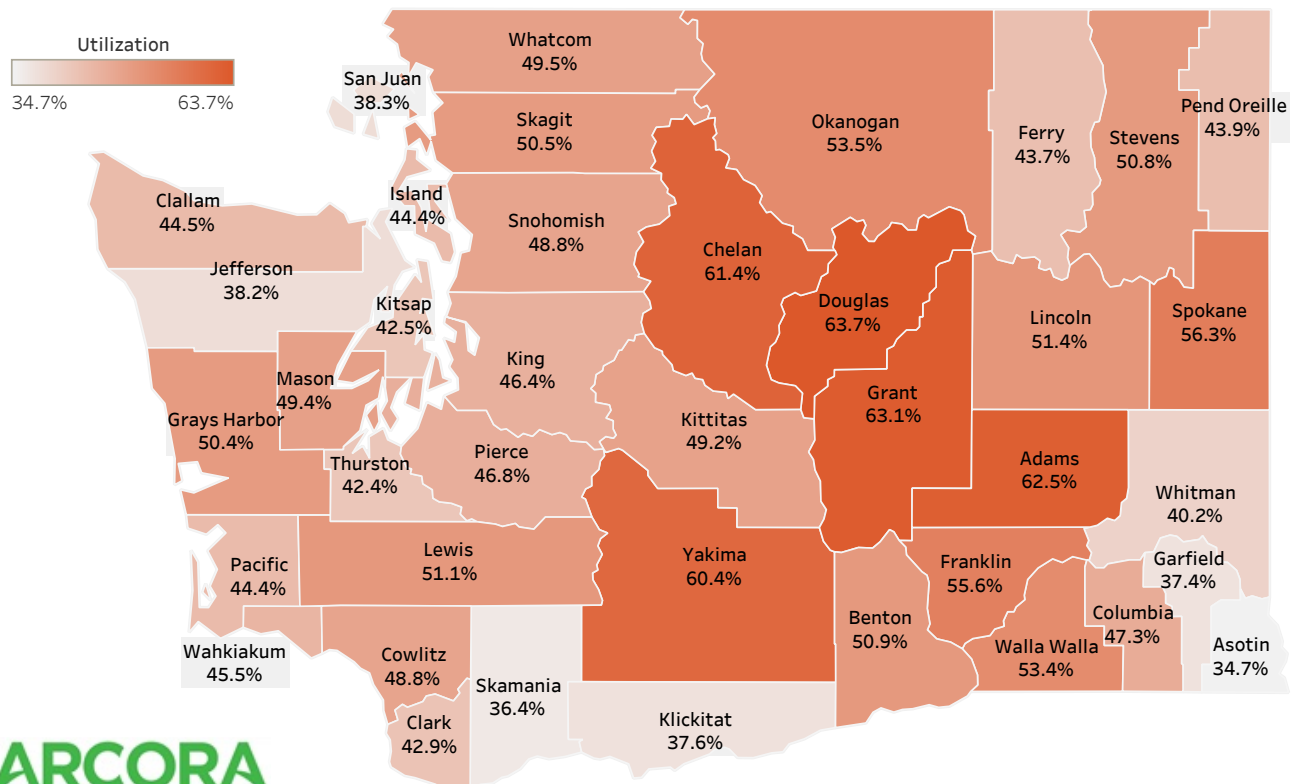 Utilization
34.7% 63.7%
Whatcom
49.5%
San Juan
38.3%
Skagit
50.5%
Okanogan
53.5%
Ferry
43.7%
Stevens
50.8%
Pend Oreille
43.9%
Clallam
44.5%
Island
44.4%
Snohomish
48.8%
Chelan
61.4%
Jefferson
38.2%
Kitsap
42.5%
Douglas
63.7%
Lincoln
51.4%
Spokane
56.3%
King
46.4%
Mason
49.4%
Grant
63.1%
Grays Harbor
50.4%
Kittitas
49.2%
Thurston
42.4%
Pierce
46.8%
Adams
62.5%
Whitman
40.2%
Pacific
44.4%
Lewis
51.1%
Yakima
60.4%
Franklin
55.6%
Garfield
37.4%
Wahkiakum
45.5%
Cowlitz
48.8%
Benton
50.9%
Columbia
47.3%
Walla Walla
53.4%
Asotin
34.7%
Skamania
36.4%
Clark
42.9%
Klickitat
37.6%
ARCORA